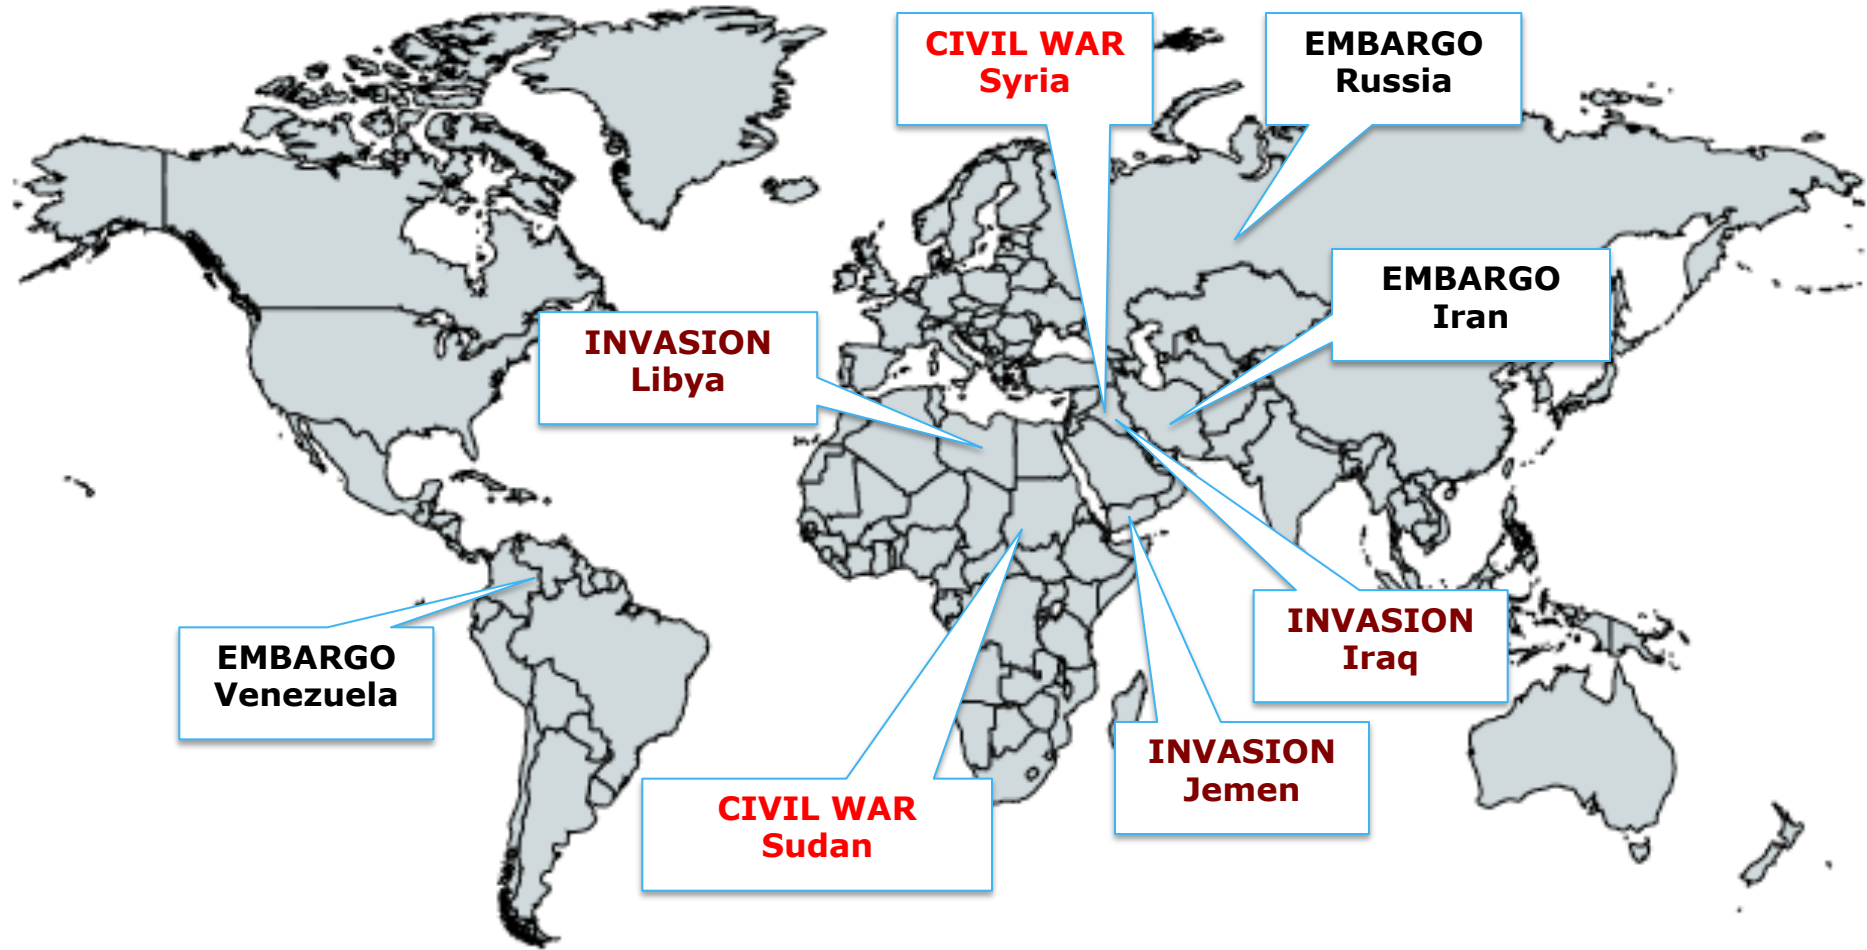 CIVIL WAR
Syria
EMBARGO
Russia
EMBARGO
Iran
INVASION
Libya
EMBARGO
Venezuela
INVASION
Iraq
INVASION
Jemen
CIVIL WAR
Sudan